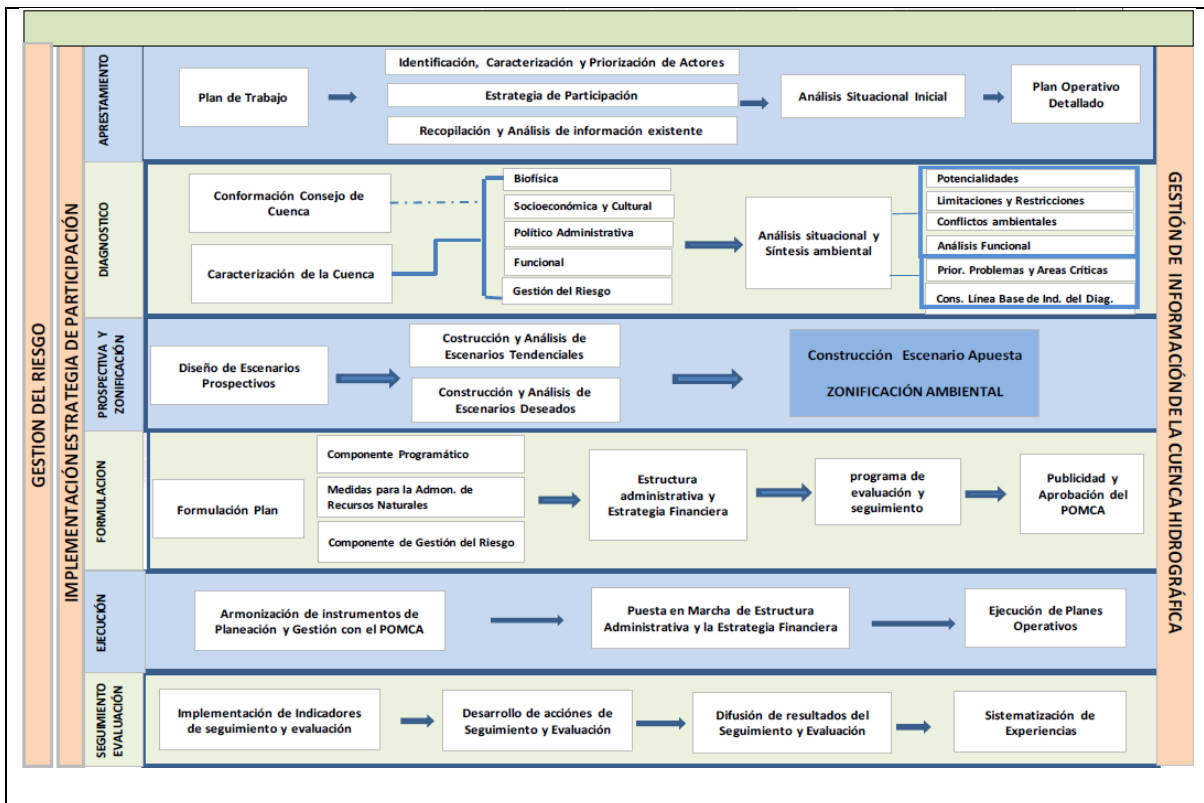 GESTION DEL RIESGO
IMPLEMENTACIÓN ESTRATEGIA DE PARTICIPACIÓN
APRESTAMIENTO
Plan de Trabajo
Identificación, Caracterización y Priorización de Actores
Estrategia de Participación
Recopilación y Análisis de información existente
Análisis Situacional Inicial
Plan Operativo
Detallado
DIAGNOSTICO
Conformación Consejo de
Cuenca
Caracterización de la Cuenca
Biofísica
Socioeconómica y Cultural
Político Administrativa
Funcional
Gestión del Riesgo
Análisis situacional y
Síntesis ambiental
Potencialidades
Limitaciones y Restricciones
Conflictos ambientales
Análisis Funcional
Prior. Problemas y Areas Críticas
Cons. Línea Base de Ind. del Diag.
PROSPECTIVA Y
ZONIFICACIÓN
Diseño de Escenarios
Prospectivos
Costrucción y Análisis de
Escenarios Tendenciales
Construcción y Análisis de
Escenarios Deseados
Construcción Escenario Apuesta
ZONIFICACIÓN AMBIENTAL
FORMULACION
Formulación Plan
Componente Programático
Medidas para la Admon. de
Recursos Naturales
Componente de Gestión del Riesgo
Estructura
administrativa y
Estrategia Financiera
programa de
evaluación y
seguimiento
Publicidad y
Aprobación del
POMCA
EJECUCIÓN
Armonización de instrumentos de
Planeación y Gestión con el POMCA
Puesta en Marcha de Estructura
Administrativa y la Estrategia Financiera
Ejecución de Planes
Operativos
SEGUIMIENTO
EVALUACIÓN
Implementación de Indicadores
de seguimiento y evaluación
Desarrollo de acciónes de
Seguimiento y Evaluación
Difusión de resultados del
Seguimiento y Evaluación
Sistematización de
Experiencias
GESTIÓN DE INFORMACIÓN DE LA CUENCA HIDROGRÁFICA